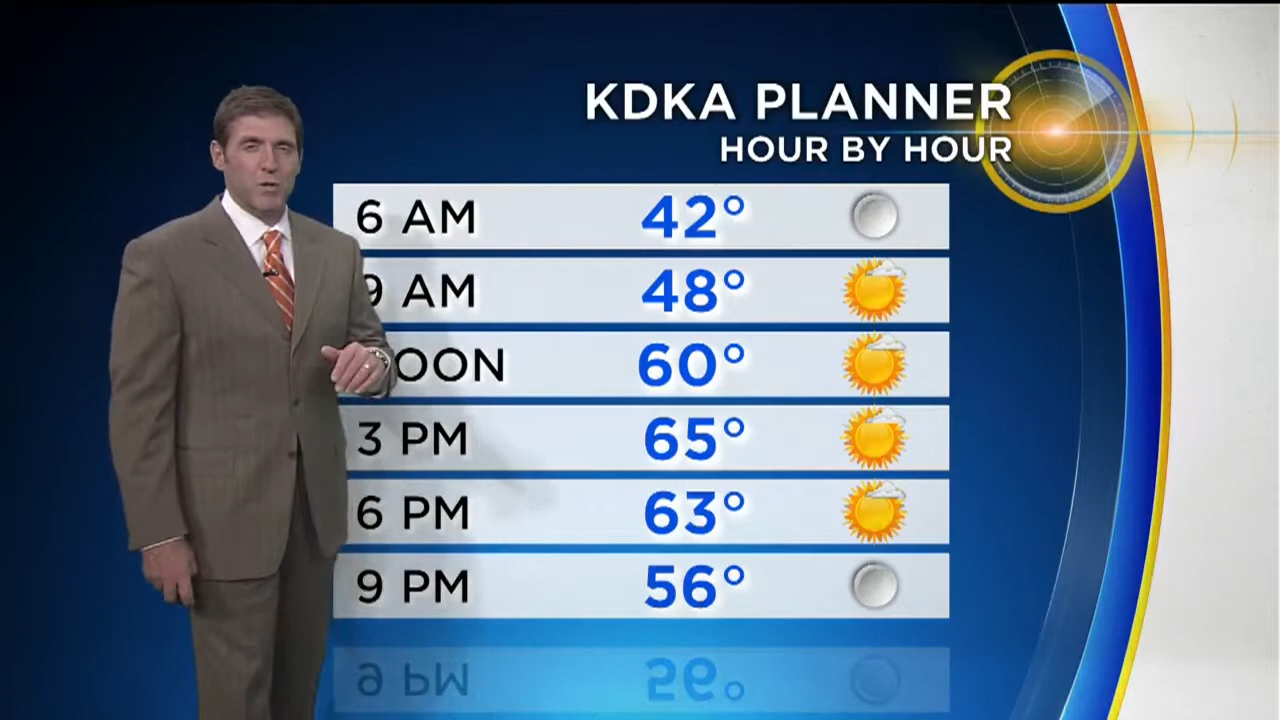 KDKA PLANNER
HOUR BY HOUR
6 AM 42°
9 AM 48°
OON 60°
3 PM 65°
6 PM 63°
9 PM 56°